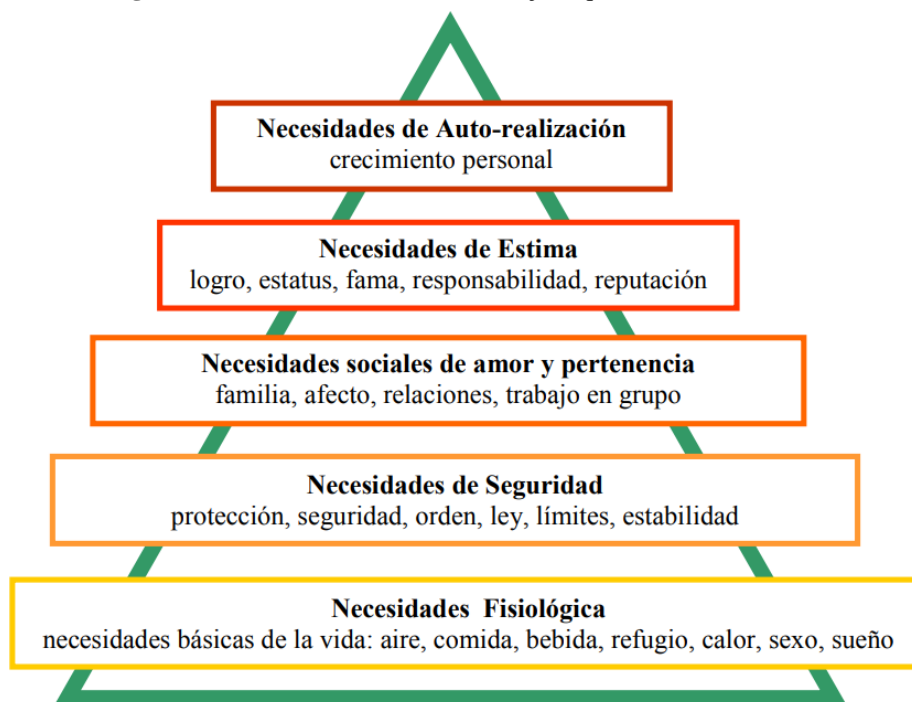 Necesidades de Auto-realización
crecimiento personal
Necesidades de Estima
logro, estatus, fama, responsabilidad, reputación
Necesidades sociales de amor y pertenencia
familia, afecto, relaciones, trabajo en grupo
Necesidades de Seguridad
protección, seguridad, orden, ley, límites, estabilidad
Necesidades Fisiológica
necesidades básicas de la vida: aire, comida, bebida, refugio, calor, sexo, sueño